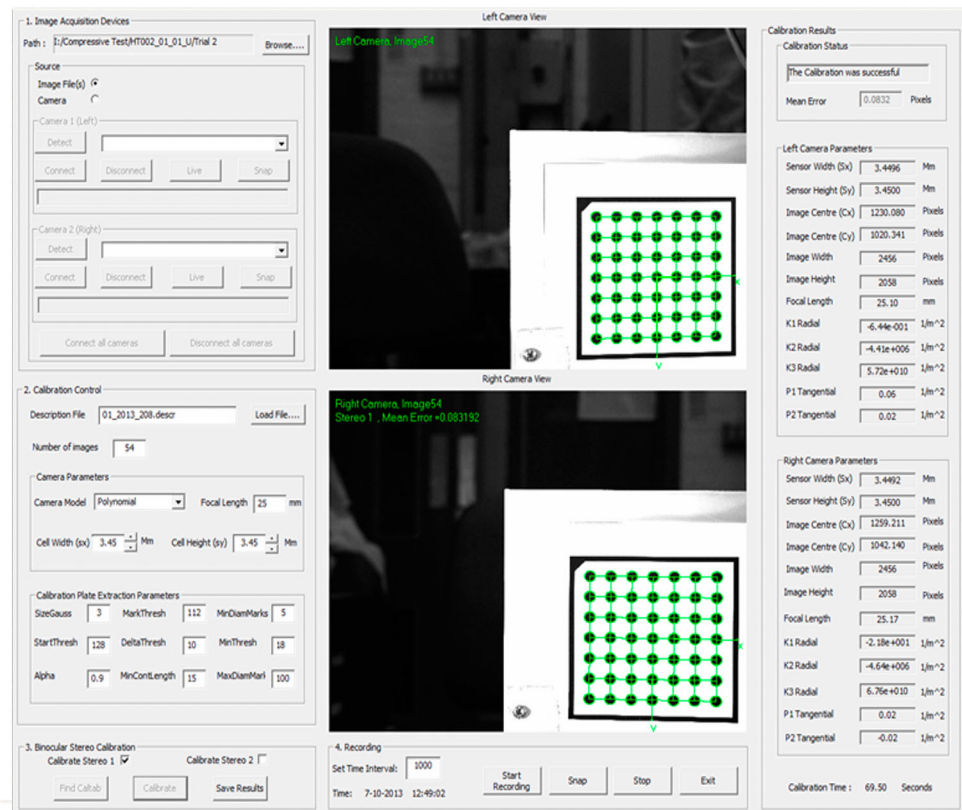 1. Image Acquisition Devices
Path : I:/Compressive Test/HT002_01_01_U/Trial 2 Browse....
Source
Image File(s)
Camera
Camera 1 (Left)
Detect
Connect Disconnect Live Snap
Camera 2 (Right)
Detect
Connect Disconnect Live Snap
Connect all cameras Disconnect all cameras
2. Calibration Control
Description File 01_2013_208.descr Load File....
Number of images 54
Camera Parameters
Camera Model Polynomial Focal Length 25 mm
Cell Width (sx) 3.45 Mm Cell Height (sy) 3.45 Mm
Calibration Plate Extraction Parameters
SizeGauss 3 MarkThresh 112 MinDiamMarks 5
StartThresh 128 DeltaThresh 10 MinThresh 18
Alpha 0.9 MinContLength 15 MaxDiamMark 100
3. Binocular Stereo Calibration
Calibrate Stereo 1 Calibrate Stereo 2
Find Caltab Calibrate Save Results
Left Camera View
Left Camera, Image54
x
y
Right Camera View
Right Camera, Image54
Stereo 1 , Mean Error +0.083192
x
y
4. Recording
Set Time Interval: 1000
Time: 7-10-2013 12:49:02
Start Recording Snap Stop Exit
Calibration Results
Calibration Status
The Calibration was successful
Mean Error 0.0832 Pixels
Left Camera Parameters
Sensor Width (Sx) 3.4496 Mm
Sensor Height (Sy) 3.4500 Mm
Image Centre (Cx) 1230.080 Pixels
Image Centre (Cy) 1020.341 Pixels
Image Width 2456 Pixels
Image Height 2058 Pixels
Focal Length 25.10 mm
K1 Radial -6.44e-001 1/m^2
K2 Radial -4.41e+006 1/m^2
K3 Radial 5.72e+010 1/m^2
P1 Tangential 0.06 1/m^2
P2 Tangential 0.02 1/m^2
Right Camera Parameters
Sensor Width (Sx) 3.4492 Mm
Sensor Height (Sy) 3.4500 Mm
Image Centre (Cx) 1259.211 Pixels
Image Centre (Cy) 1042.140 Pixels
Image Width 2456 Pixels
Image Height 2058 Pixels
Focal Length 25.17 mm
K1 Radial -2.18e+001 1/m^2
K2 Radial -4.64e+006 1/m^2
K3 Radial 6.76e+010 1/m^2
P1 Tangential 0.02 1/m^2
P2 Tangential -0.02 1/m^2
Calibration Time : 69.50 Seconds